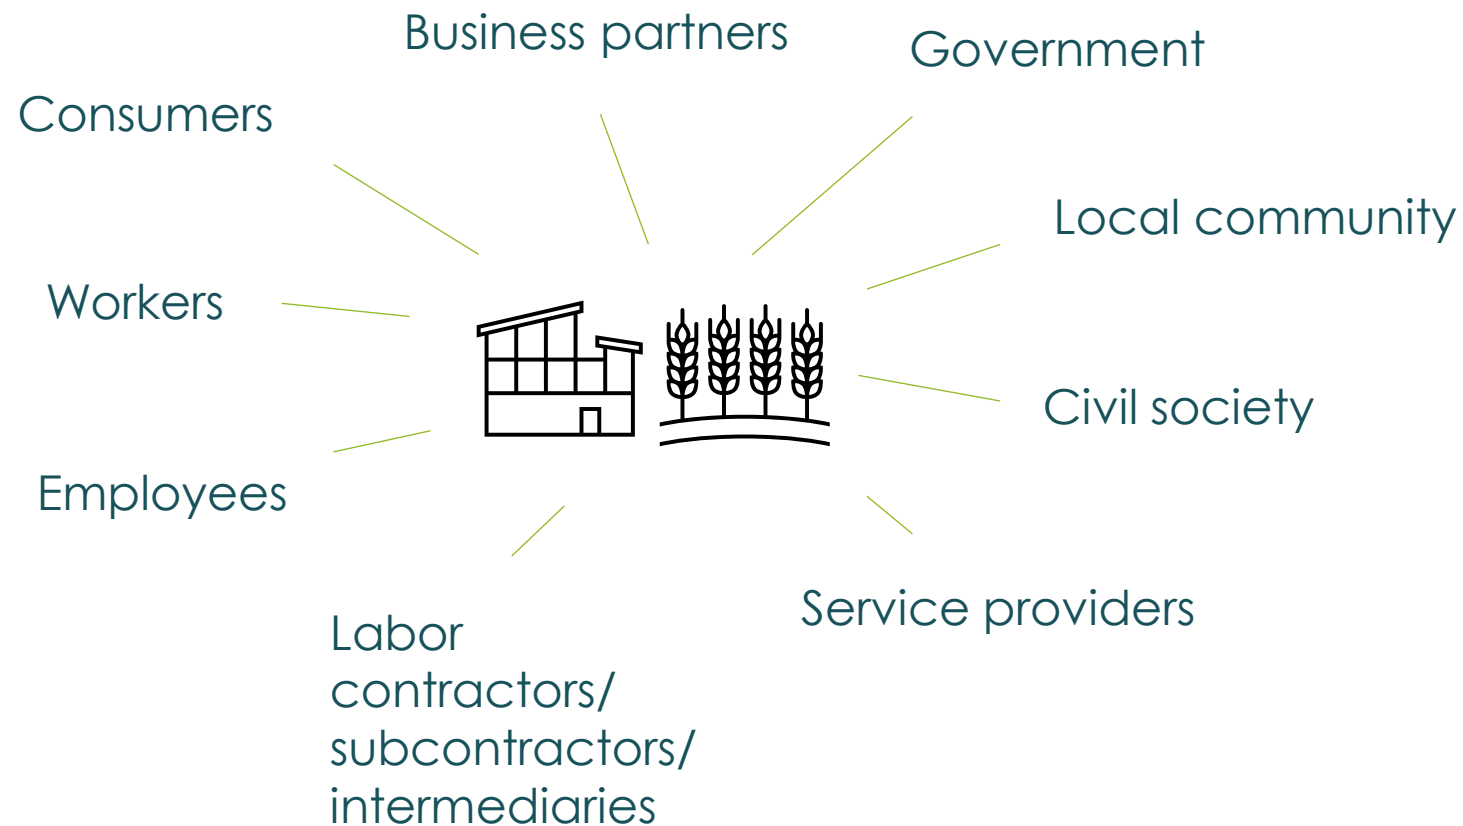 Business partners
Government
Consumers
Local community
Workers
Civil society
Employees
Service providers
Labor
contractors/
subcontractors/
intermediaries